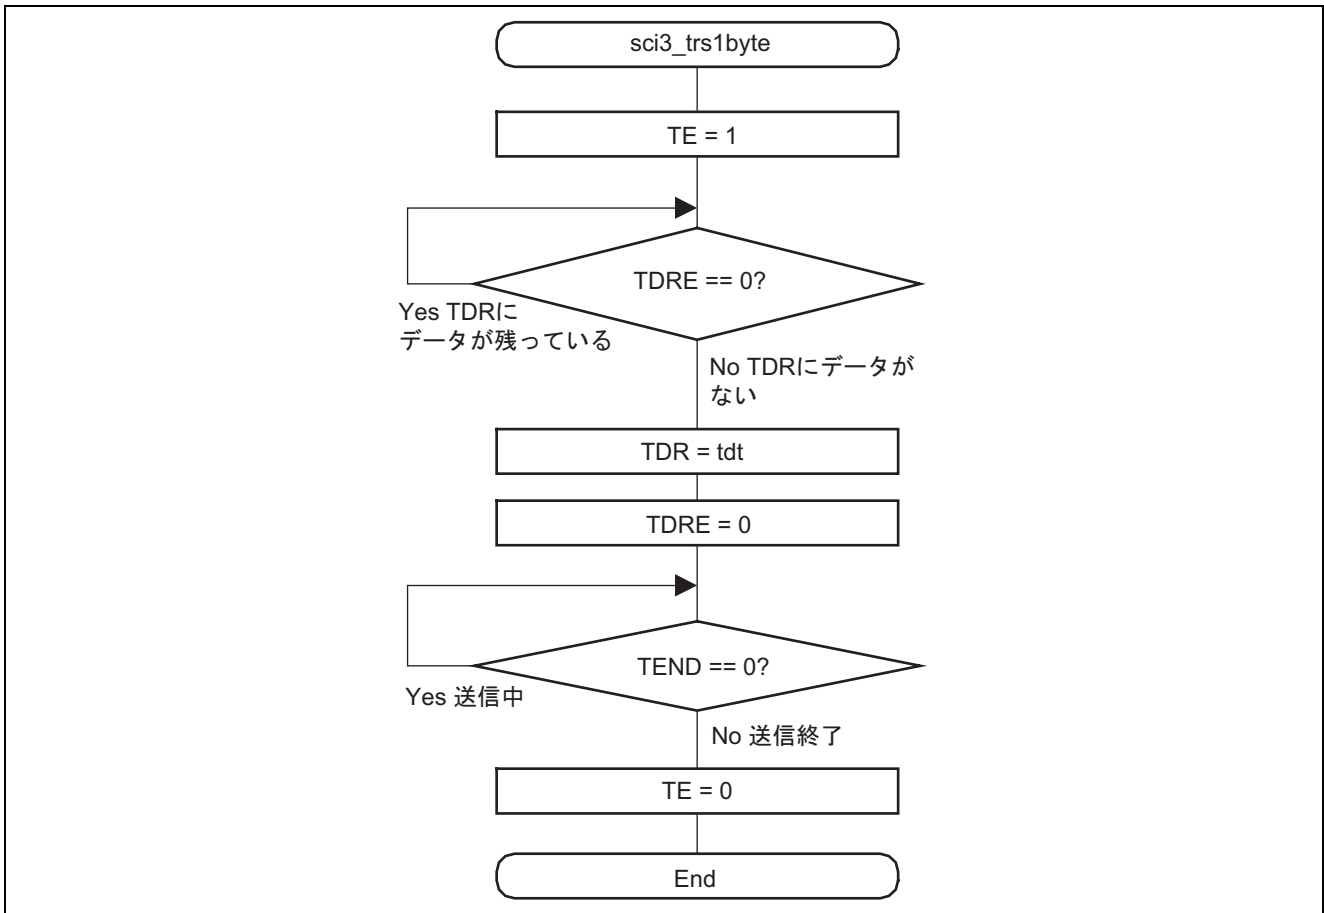 sci3_trs1byte
TE = 1
TDRE == 0?
Yes TDRに
データが残っている
No TDRにデータが
ない
TDR = tdt
TDRE = 0
TEND == 0?
Yes 送信中
No 送信終了
TE = 0
End